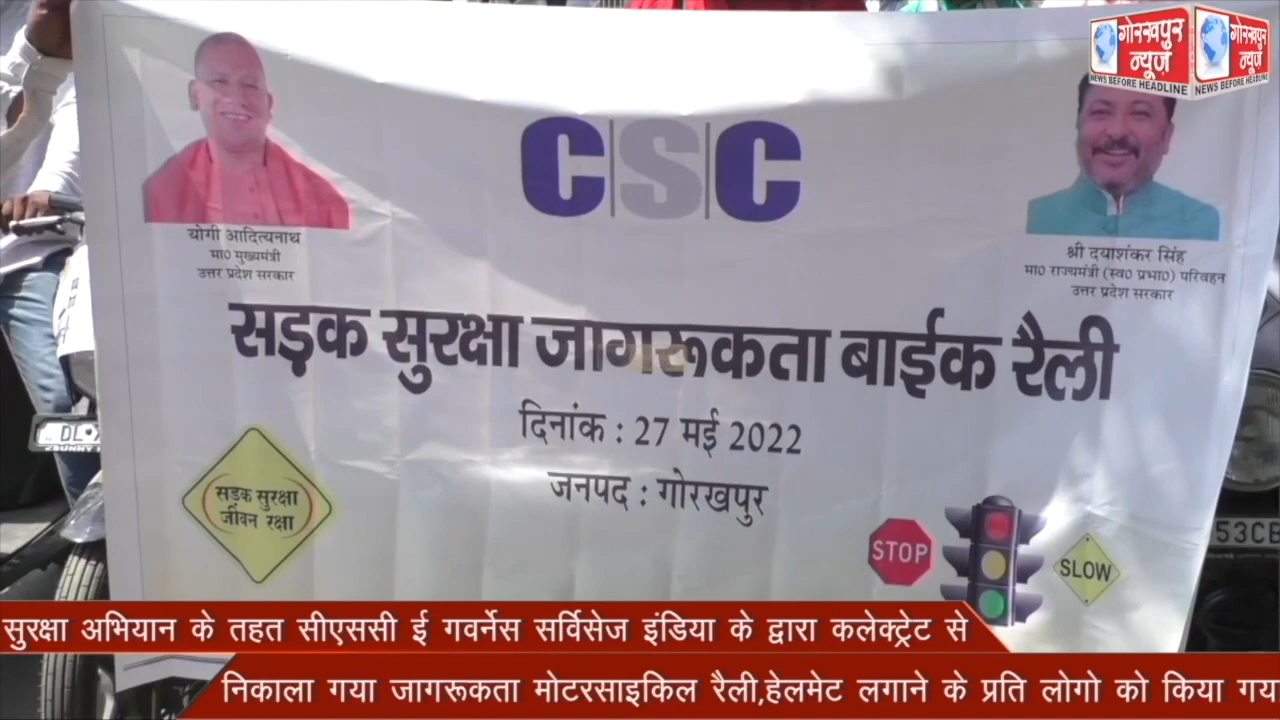 गोरखपुर न्यूज़
NEWS BEFORE HEADLINE
गोरखपुर न्यूज़
NEWS BEFORE HEADLINE
CSC
योगी आदित्यनाथ
मा0 मुख्यमंत्री
उत्तर प्रदेश सरकार
श्री दयाशंकर सिंह
मा0 राज्यमंत्री (स्व0 प्रभा0) परिवहन
उत्तर प्रदेश सरकार
सड़क सुरक्षा जागरूकता बाईक रैली
दिनांक : 27 मई 2022
जनपद : गोरखपुर
सड़क सुरक्षा
जीवन रक्षा
STOP
SLOW
DL
53CB
सुरक्षा अभियान के तहत सीएससी ई गवर्नेस सर्विसेज इंडिया के द्वारा कलेक्ट्रेट से
निकाला गया जागरूकता मोटरसाइकिल रैली,हेलमेट लगाने के प्रति लोगो को किया गय